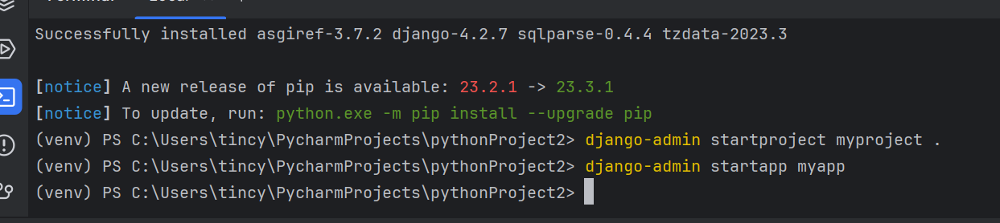 Successfully installed asgiref-3.7.2 django-4.2.7 sqlparse-0.4.4 tzdata-2023.3
[notice] A new release of pip is available: 23.2.1 -> 23.3.1
[notice] To update, run: python.exe -m pip install --upgrade pip
(venv) PS C:\Users\tincy\PycharmProjects\pythonProject2> django-admin startproject myproject .
(venv) PS C:\Users\tincy\PycharmProjects\pythonProject2> django-admin startapp myapp
(venv) PS C:\Users\tincy\PycharmProjects\pythonProject2>